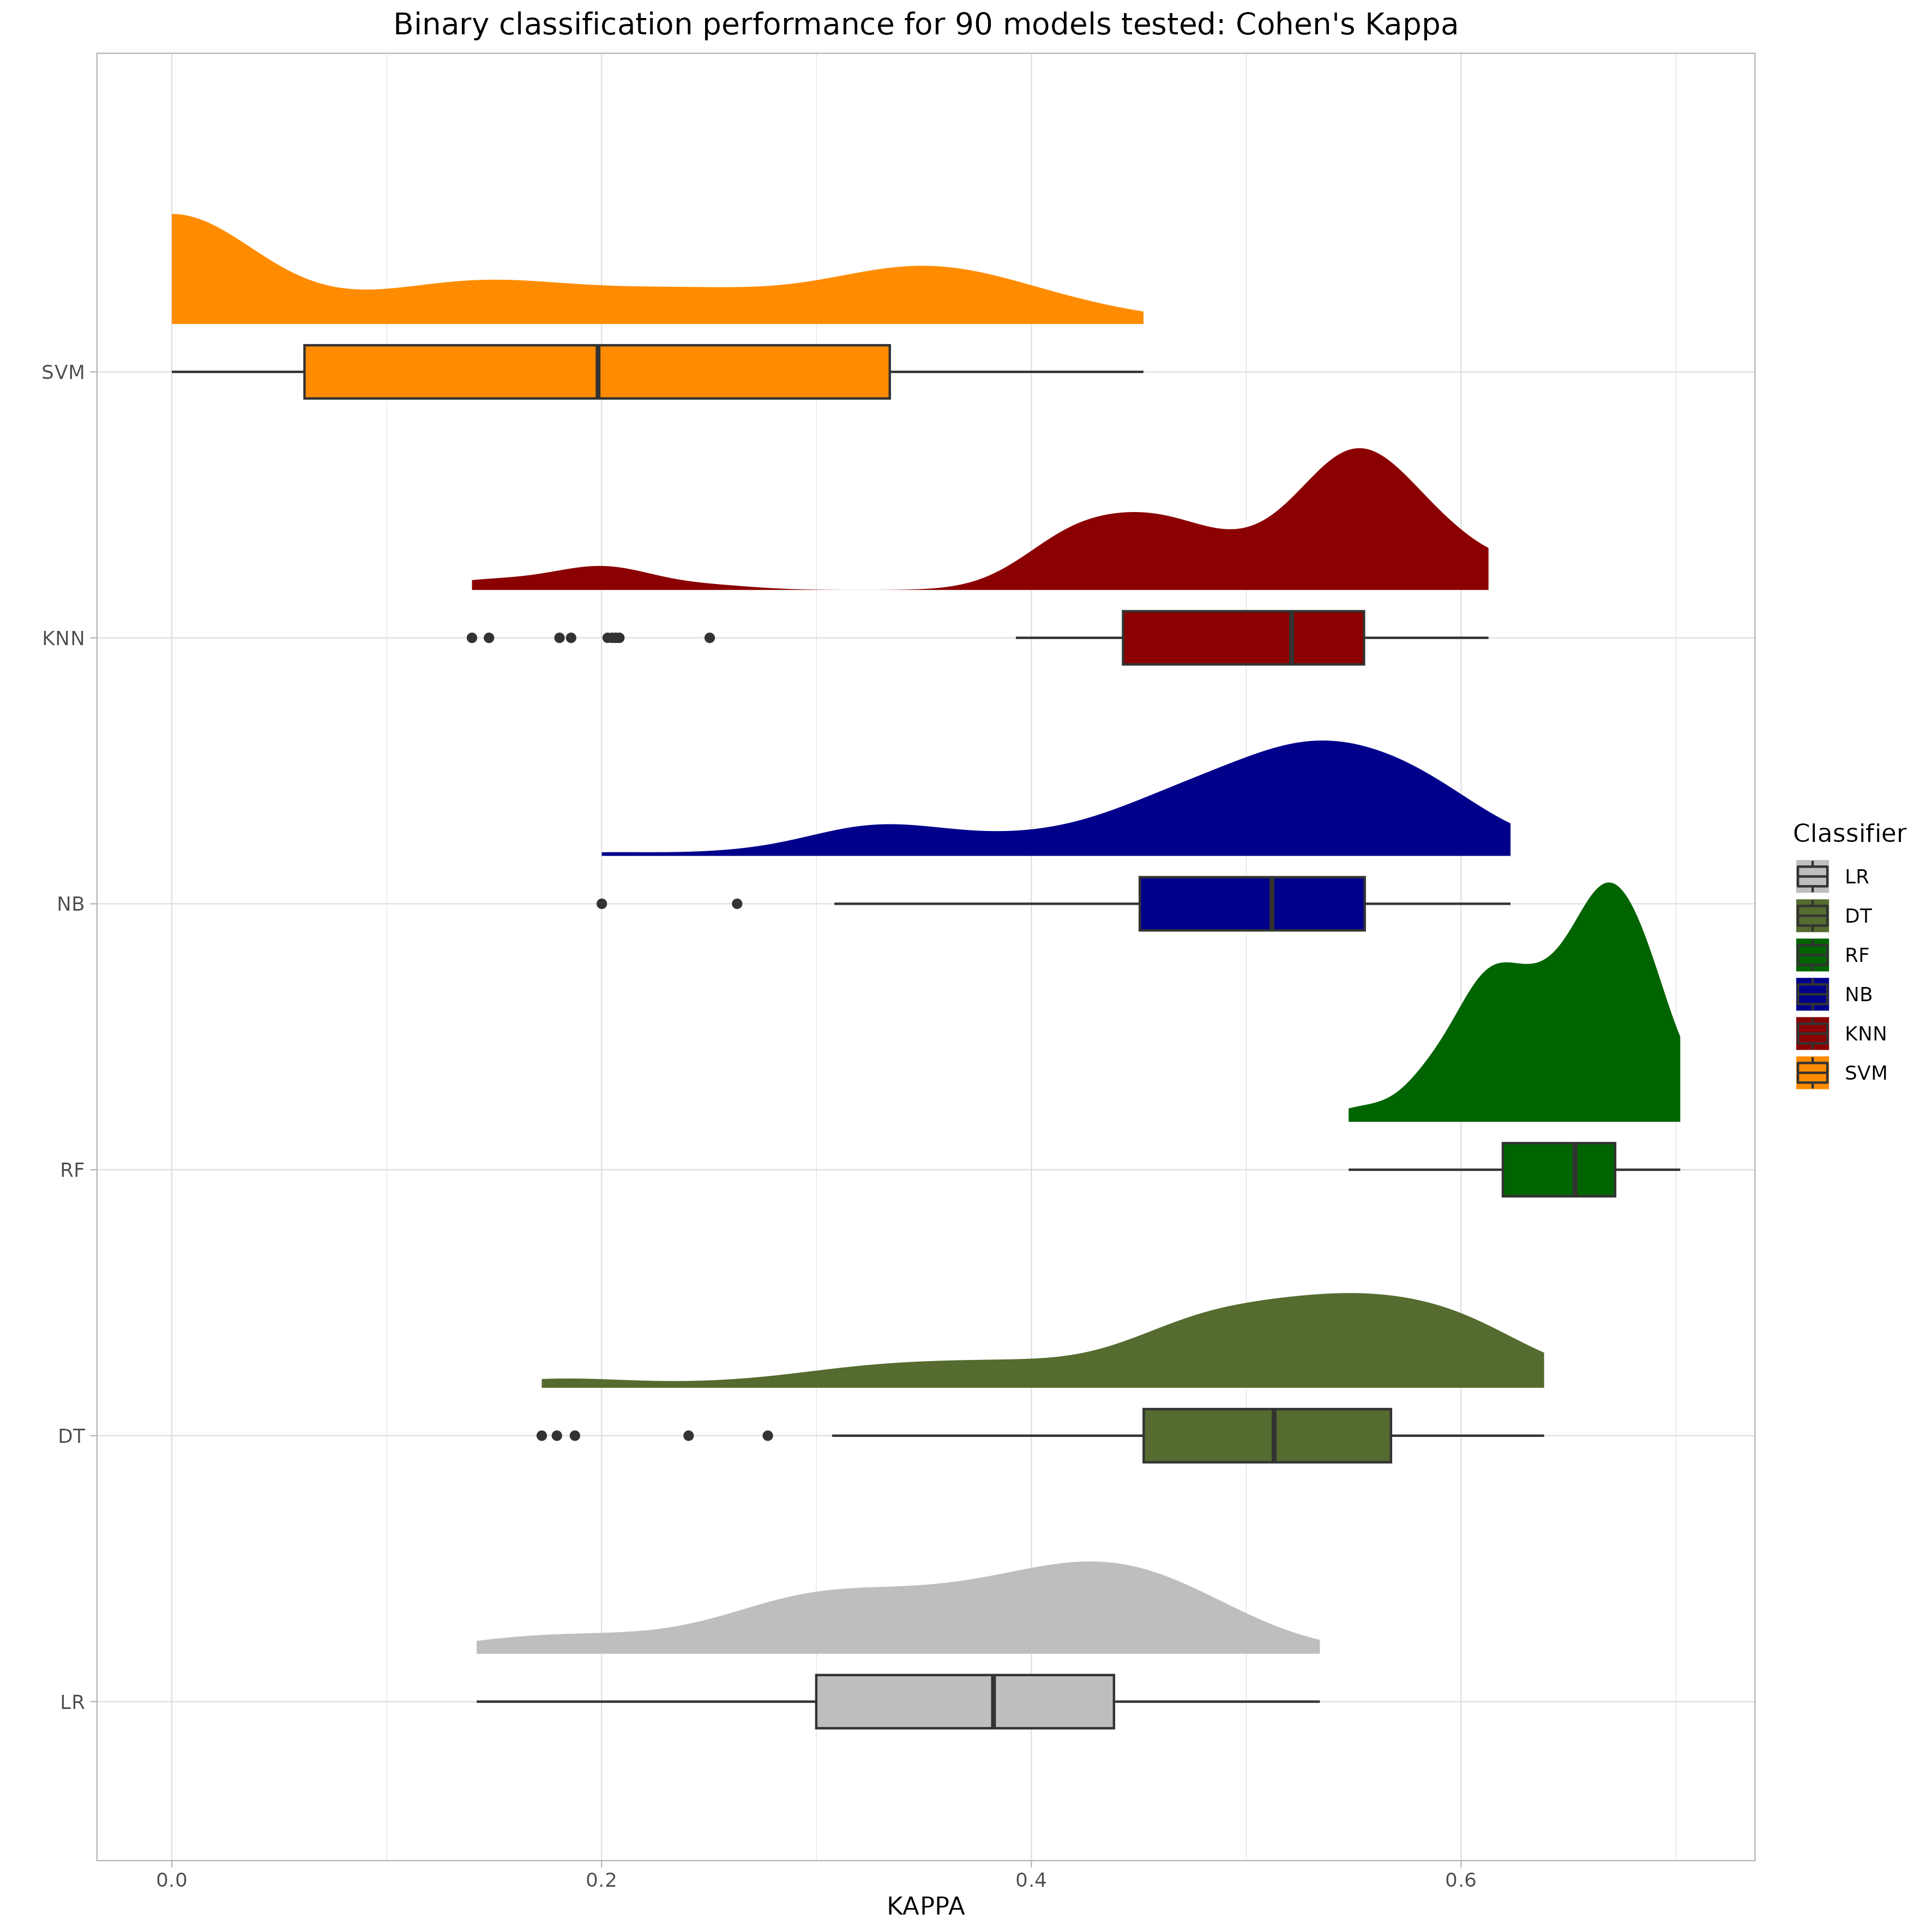 Binary classification performance for 90 models tested: Cohen's Kappa
SVM
KNN
NB
RF
DT
LR
0.0
0.2
0.4
0.6
KAPPA
Classifier
LR
DT
RF
NB
KNN
SVM